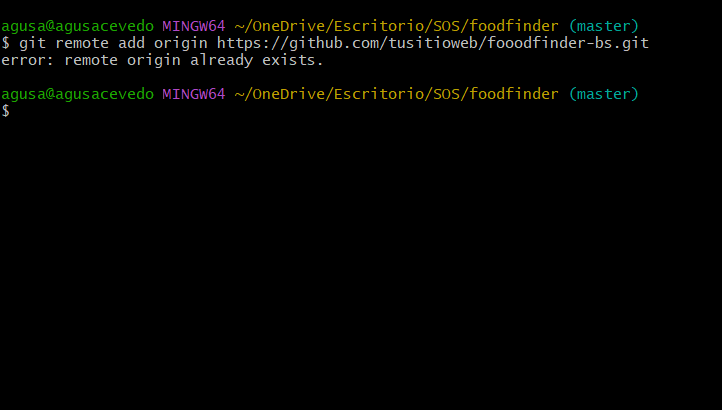 agusa@agusacevedo MINGW64 ~/OneDrive/Escritorio/SOS/foodfinder (master)
$ git remote add origin https://github.com/tusitioweb/fooodfinder-bs.git
error: remote origin already exists.
agusa@agusacevedo MINGW64 ~/OneDrive/Escritorio/SOS/foodfinder (master)
$